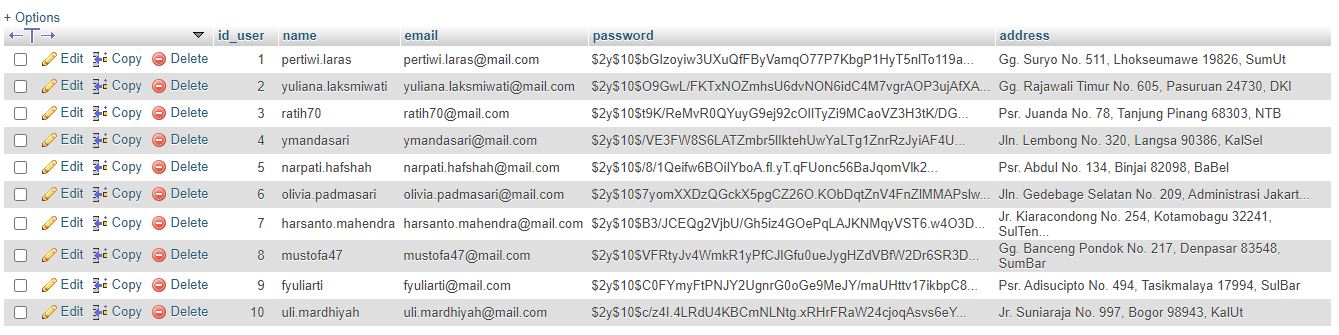 + Options
id_user name email password address
Edit Copy Delete 1 pertiwi.laras pertiwi.laras@mail.com $2y$10$bGIzoyiw3UXuQfFByVamqO77P7KbgP1HyT5nlTo119a... Gg. Suryo No. 511, Lhokseumawe 19826, SumUt
Edit Copy Delete 2 yuliana.laksmiwati yuliana.laksmiwati@mail.com $2y$10$O9GwL/FKTxNOZmhsU6dvNON6idC4M7vgrAOP3ujAfXA... Gg. Rajawali Timur No. 605, Pasuruan 24730, DKI
Edit Copy Delete 3 ratih70 ratih70@mail.com $2y$10$t9K/ReMvR0QYuyG9ej92cOIlTyZi9MCaoVZ3H3tK/DG... Psr. Juanda No. 78, Tanjung Pinang 68303, NTB
Edit Copy Delete 4 ymandasari ymandasari@mail.com $2y$10$/VE3FW8S6LATZmbr5lIktehUwYaLTg1ZnrRzJyiAF4U... Jln. Lembong No. 320, Langsa 90386, KalSel
Edit Copy Delete 5 narpati.hafshah narpati.hafshah@mail.com $2y$10$/8/1Qeifw6BOiIYboA.fl.yT.qFUonc56BaJqomVlk2... Psr. Abdul No. 134, Binjai 82098, BaBel
Edit Copy Delete 6 olivia.padmasari olivia.padmasari@mail.com $2y$10$7yomXXDzQGckX5pgCZ26O.KObDqtZnV4FnZlMMAPslw... Jln. Gedebage Selatan No. 209, Administrasi Jakart...
Edit Copy Delete 7 harsanto.mahendra harsanto.mahendra@mail.com $2y$10$B3/JCEQg2VjbU/Gh5iz4GOePqLAJKNMqyVST6.w4O3D... Jr. Kiaracondong No. 254, Kotamobagu 32241,
SulTen...
Edit Copy Delete 8 mustofa47 mustofa47@mail.com $2y$10$VFRtyJv4WmkR1yPfCJlGfu0ueJygHZdVBfW2Dr6SR3D... Gg. Banceng Pondok No. 217, Denpasar 83548,
SumBar
Edit Copy Delete 9 fyuliarti fyuliarti@mail.com $2y$10$C0FYmyFtPNJY2UgnrG0oGe9MeJY/maUHttv17ikbpC8... Psr. Adisucipto No. 494, Tasikmalaya 17994, SulBar
Edit Copy Delete 10 uli.mardhiyah uli.mardhiyah@mail.com $2y$10$c/z4l.4LRdU4KBCmNLNtg.xRHrFRaW24cjoqAsvs6eY... Jr. Suniaraja No. 997, Bogor 98943, KalUt